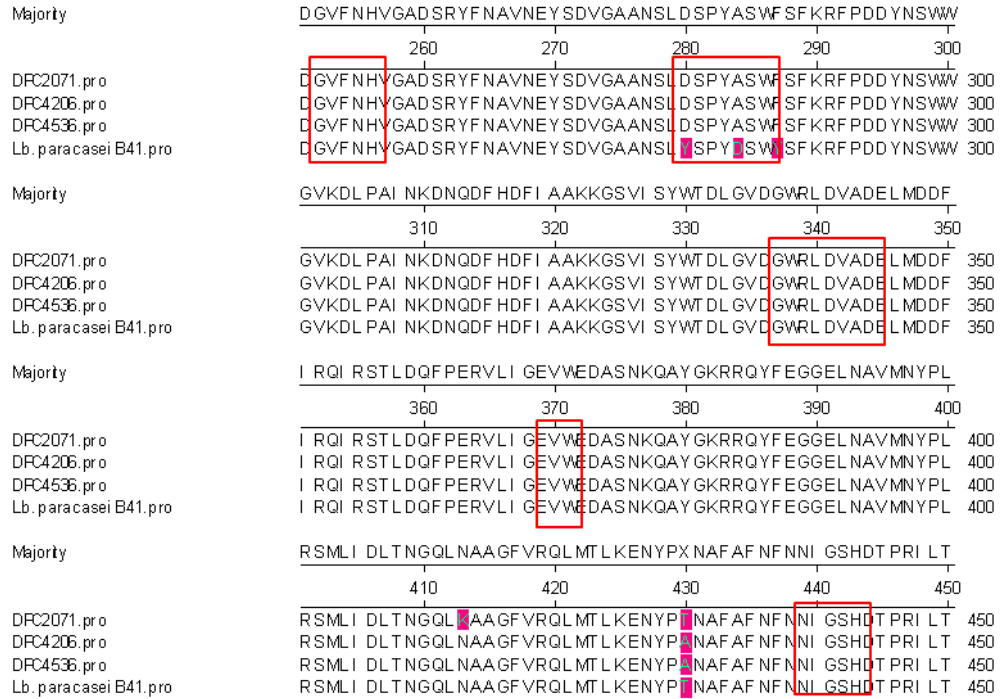 Majority DGVFNHVGADSRYFNAVNEYSDVGAANSLDSPYASWFSFKRFPDDYNSWW
260 270 280 290 300
DFC2071.pro DGVFNHVGADSRYFNAVNEYSDVGAANSLDSPYASWFSFKRFPDDYNSWW 300
DFC4206.pro DGVFNHVGADSRYFNAVNEYSDVGAANSLDSPYASWFSFKRFPDDYNSWW 300
DFC4536.pro DGVFNHVGADSRYFNAVNEYSDVGAANSLDSPYASWFSFKRFPDDYNSWW 300
Lb. paracasei B41.pro DGVFNHVGADSRYFNAVNEYSDVGAANSLYSPYDSWYSFKRFPDDYNSWW 300
Majority GVKDLPAINKDNQDFHDFIAAKKGSVISYWTDLGVDGWRLDVADELMDDF
310 320 330 340 350
DFC2071.pro GVKDLPAINKDNQDFHDFIAAKKGSVISYWTDLGVDGWRLDVADELMDDF 350
DFC4206.pro GVKDLPAINKDNQDFHDFIAAKKGSVISYWTDLGVDGWRLDVADELMDDF 350
DFC4536.pro GVKDLPAINKDNQDFHDFIAAKKGSVISYWTDLGVDGWRLDVADELMDDF 350
Lb. paracasei B41.pro GVKDLPAINKDNQDFHDFIAAKKGSVISYWTDLGVDGWRLDVADELMDDF 350
Majority IRQIRSTLDQFPERVLIGEVWEDASNKQAYGKRRQYFEGGELNAVMNYPL
360 370 380 390 400
DFC2071.pro IRQIRSTLDQFPERVLIGEVWEDASNKQAYGKRRQYFEGGELNAVMNYPL 400
DFC4206.pro IRQIRSTLDQFPERVLIGEVWEDASNKQAYGKRRQYFEGGELNAVMNYPL 400
DFC4536.pro IRQIRSTLDQFPERVLIGEVWEDASNKQAYGKRRQYFEGGELNAVMNYPL 400
Lb. paracasei B41.pro IRQIRSTLDQFPERVLIGEVWEDASNKQAYGKRRQYFEGGELNAVMNYPL 400
Majority RSMLIDLTNGQLNAAGFVRQLMTLKENYPXNAFAFNFNNIGSHDTPRILT
410 420 430 440 450
DFC2071.pro RSMLIDLTNGQLKAAGFVRQLMTLKENYPTNAFAFNFNNIGSHDTPRILT 450
DFC4206.pro RSMLIDLTNGQLNAAGFVRQLMTLKENYPANAFAFNFNNIGSHDTPRILT 450
DFC4536.pro RSMLIDLTNGQLNAAGFVRQLMTLKENYPANAFAFNFNNIGSHDTPRILT 450
Lb. paracasei B41.pro RSMLIDLTNGQLNAAGFVRQLMTLKENYPTNAFAFNFNNIGSHDTPRILT 450